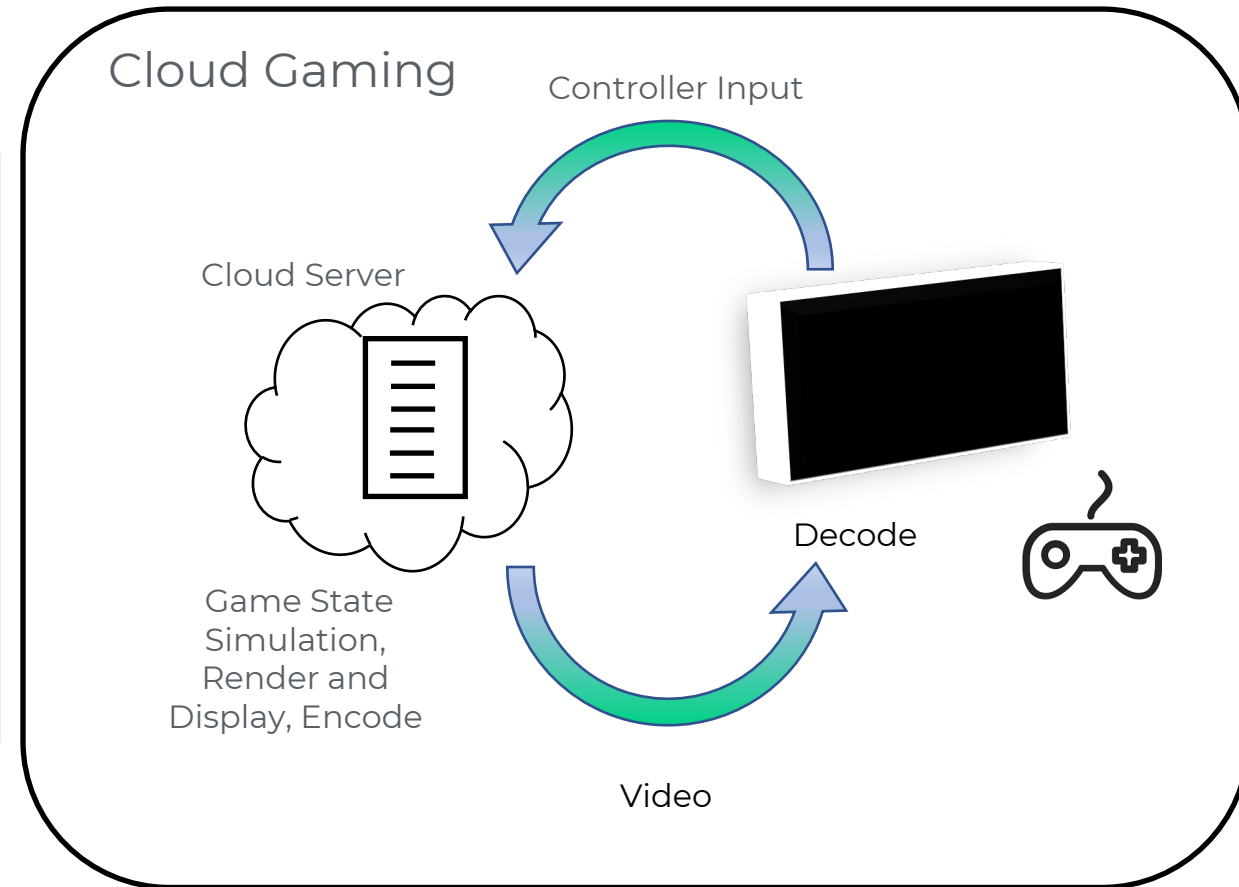 Cloud Gaming
Controller Input
Cloud Server
Decode
Game State
Simulation,
Render and
Display, Encode
Video